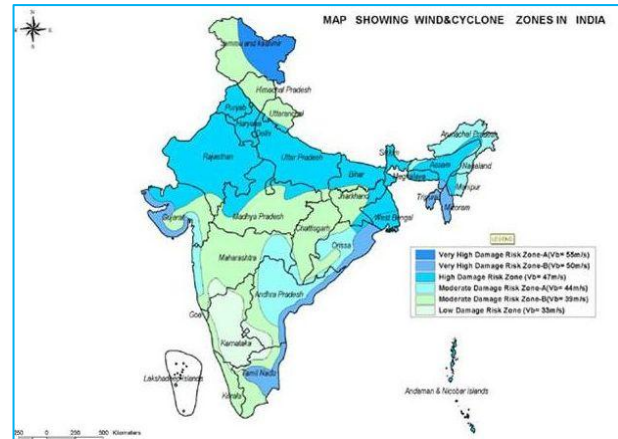 MAP SHOWING WIND&CYCLONE ZONES IN INDIA
Jammu and Kashmir
Himachal Pradesh
Punjab
Uttaranchal
Haryana
Delhi
Arunachal Pradesh
Rajasthan
Uttar Pradesh
Sikkim
Assam
Nagaland
Bihar
Meghalaya
Manipur
Jharkhand
Tripura
Mizoram
Gujarat
Madhya Pradesh
West Bengal
Chattisgarh
LEGEND
Orissa
Very High Damage Risk Zone-A(Vb= 55m/s)
Very High Damage Risk Zone-B(Vb= 50m/s)
Maharashtra
High Damage Risk Zone (Vb= 47m/s)
Moderate Damage Risk Zone-A(Vb= 44m/s)
Andhra Pradesh
Moderate Damage Risk Zone-B(Vb= 39m/s)
Low Damage Risk Zone (Vb= 33m/s)
Goa
Karnataka
Tamil Nadu
Lakshadweep Islands
Kerala
Andaman & Nicobar Islands
250 0 250 500 Kilometers